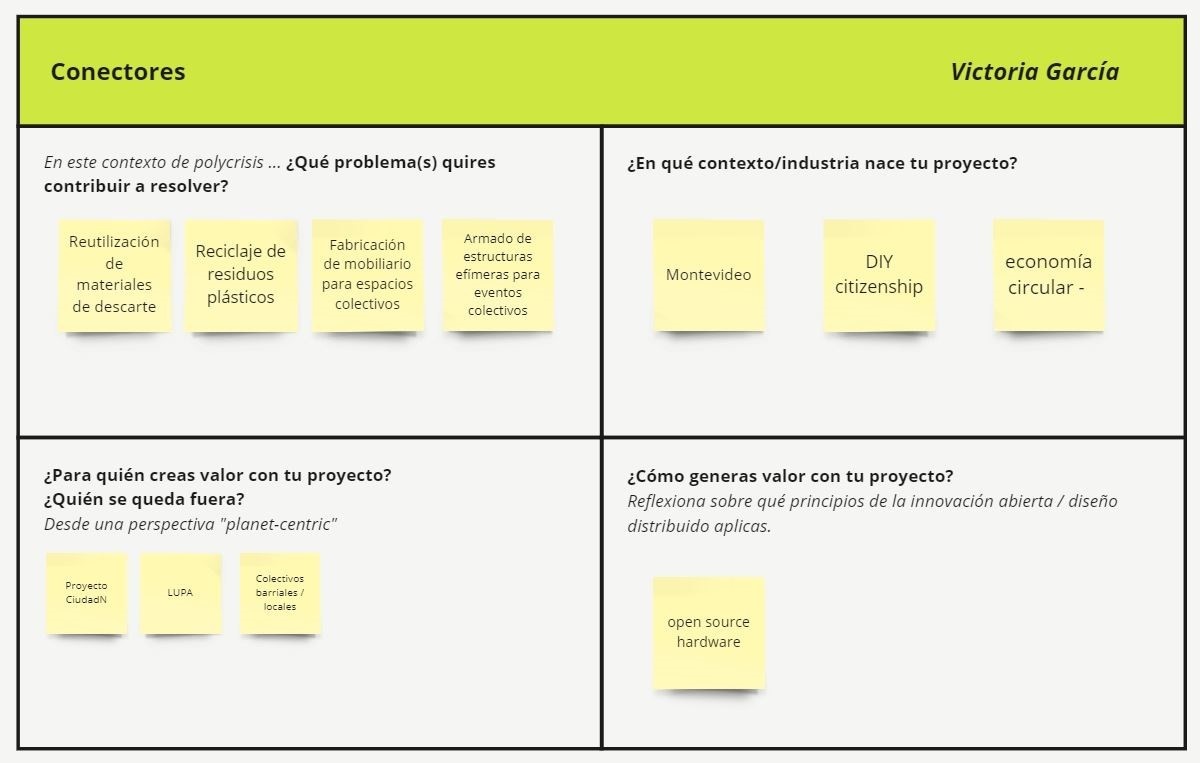 Conectores
Victoria García
En este contexto de polycrisis ... ¿Qué problema(s) quires
contribuir a resolver?
Reutilización
de
materiales
de descarte
Reciclaje de
residuos
plásticos
Fabricación
de mobiliario
para espacios
colectivos
Armado de
estructuras
efímeras para
eventos
colectivos
¿En qué contexto/industria nace tu proyecto?
Montevideo
DIY
citizenship
economía
circular -
¿Para quién creas valor con tu proyecto?
¿Quién se queda fuera?
Desde una perspectiva "planet-centric"
Proyecto
CiudadN
LUPA
Colectivos
barriales /
locales
¿Cómo generas valor con tu proyecto?
Reflexiona sobre qué principios de la innovación abierta / diseño
distribuido aplicas.
open source
hardware